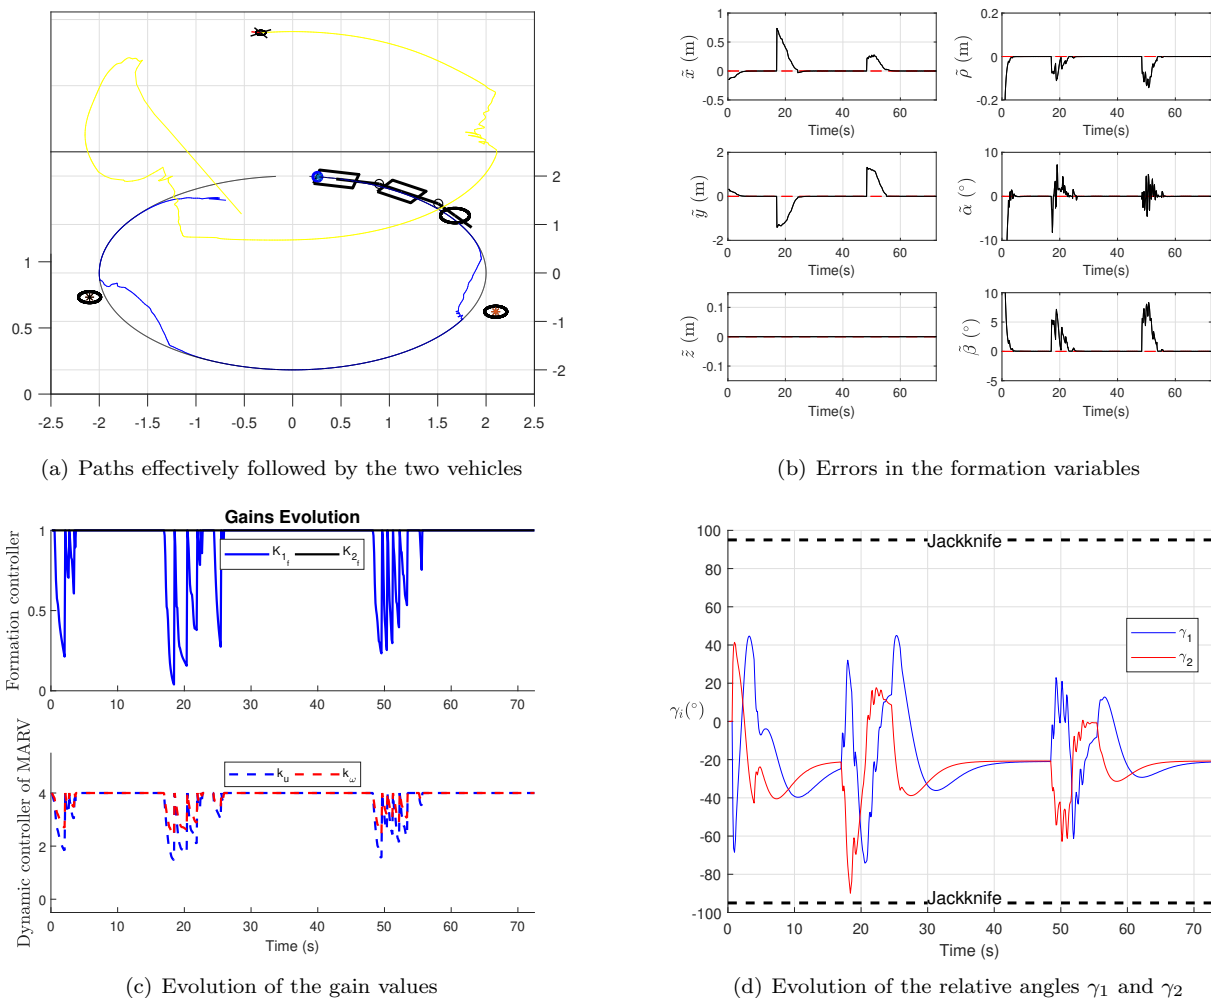 2
1
0
-1
-2
1
0.5
0
-2.5 -2 -1.5 -1 -0.5 0 0.5 1 1.5 2 2.5
(a) Paths effectively followed by the two vehicles
x̃ (m)
1
0.5
0
-0.5
0 20 40 60
Time(s)
ρ̃ (m)
0.2
0
-0.2
0 20 40 60
Time(s)
ỹ (m)
2
0
-2
0 20 40 60
Time(s)
α̃ (°)
10
0
-10
0 20 40 60
Time(s)
z̃ (m)
0.1
0
-0.1
0 20 40 60
Time(s)
β̃ (°)
10
5
0
-5
0 20 40 60
Time(s)
(b) Errors in the formation variables
Gains Evolution
Formation controller
1
0.5
0
K1f K2f
0 10 20 30 40 50 60 70
Dynamic controller of MARV
4
2
0
ku kω
0 10 20 30 40 50 60 70
Time (s)
(c) Evolution of the gain values
γi(°)
100
80
60
40
20
0
-20
-40
-60
-80
-100
Jackknife
γ1
γ2
Jackknife
0 10 20 30 40 50 60 70
Time (s)
(d) Evolution of the relative angles γ1 and γ2